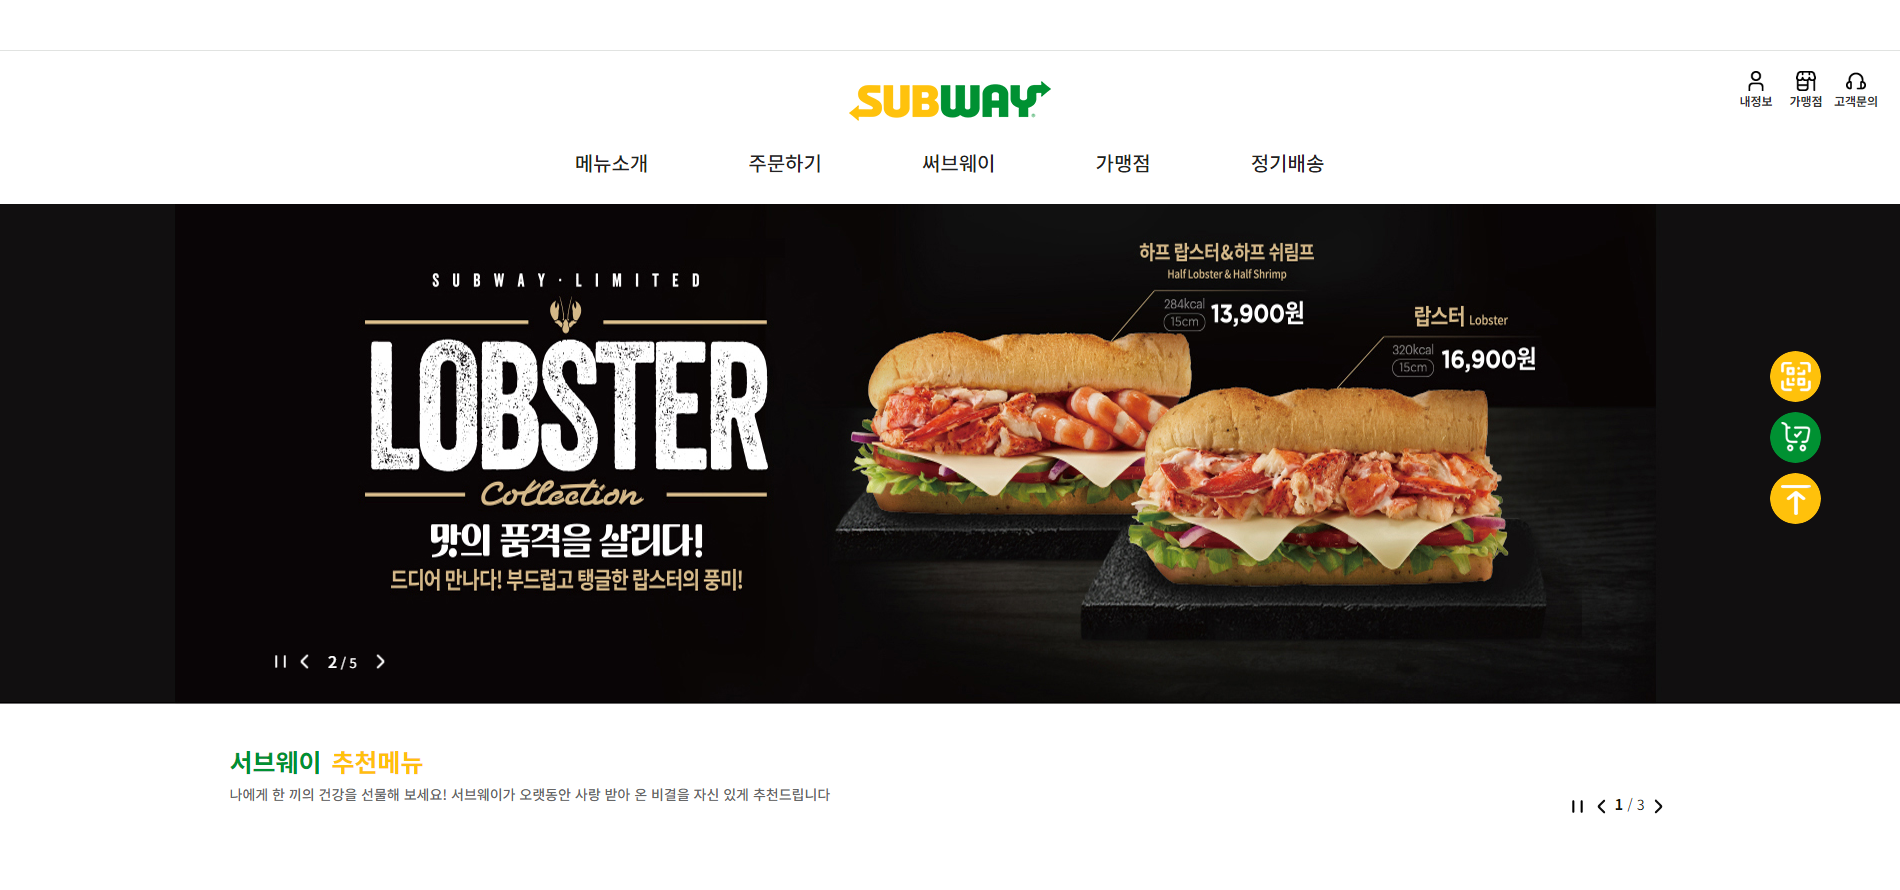 SUBWAY
내정보
가맹점
고객문의
메뉴소개
주문하기
써브웨이
가맹점
정기배송
SUBWAY·LIMITED
LOBSTER
Collection
맛의 품격을 살리다!
드디어 만나다! 부드럽고 탱글한 랍스터의 풍미!
하프 랍스터&하프 쉬림프
Half Lobster & Half Shrimp
284kcal
15cm
13,900원
랍스터 Lobster
320kcal
15cm
16,900원
2/5
서브웨이 추천메뉴
나에게 한 끼의 건강을 선물해 보세요! 서브웨이가 오랫동안 사랑 받아 온 비결을 자신 있게 추천드립니다
1 / 3